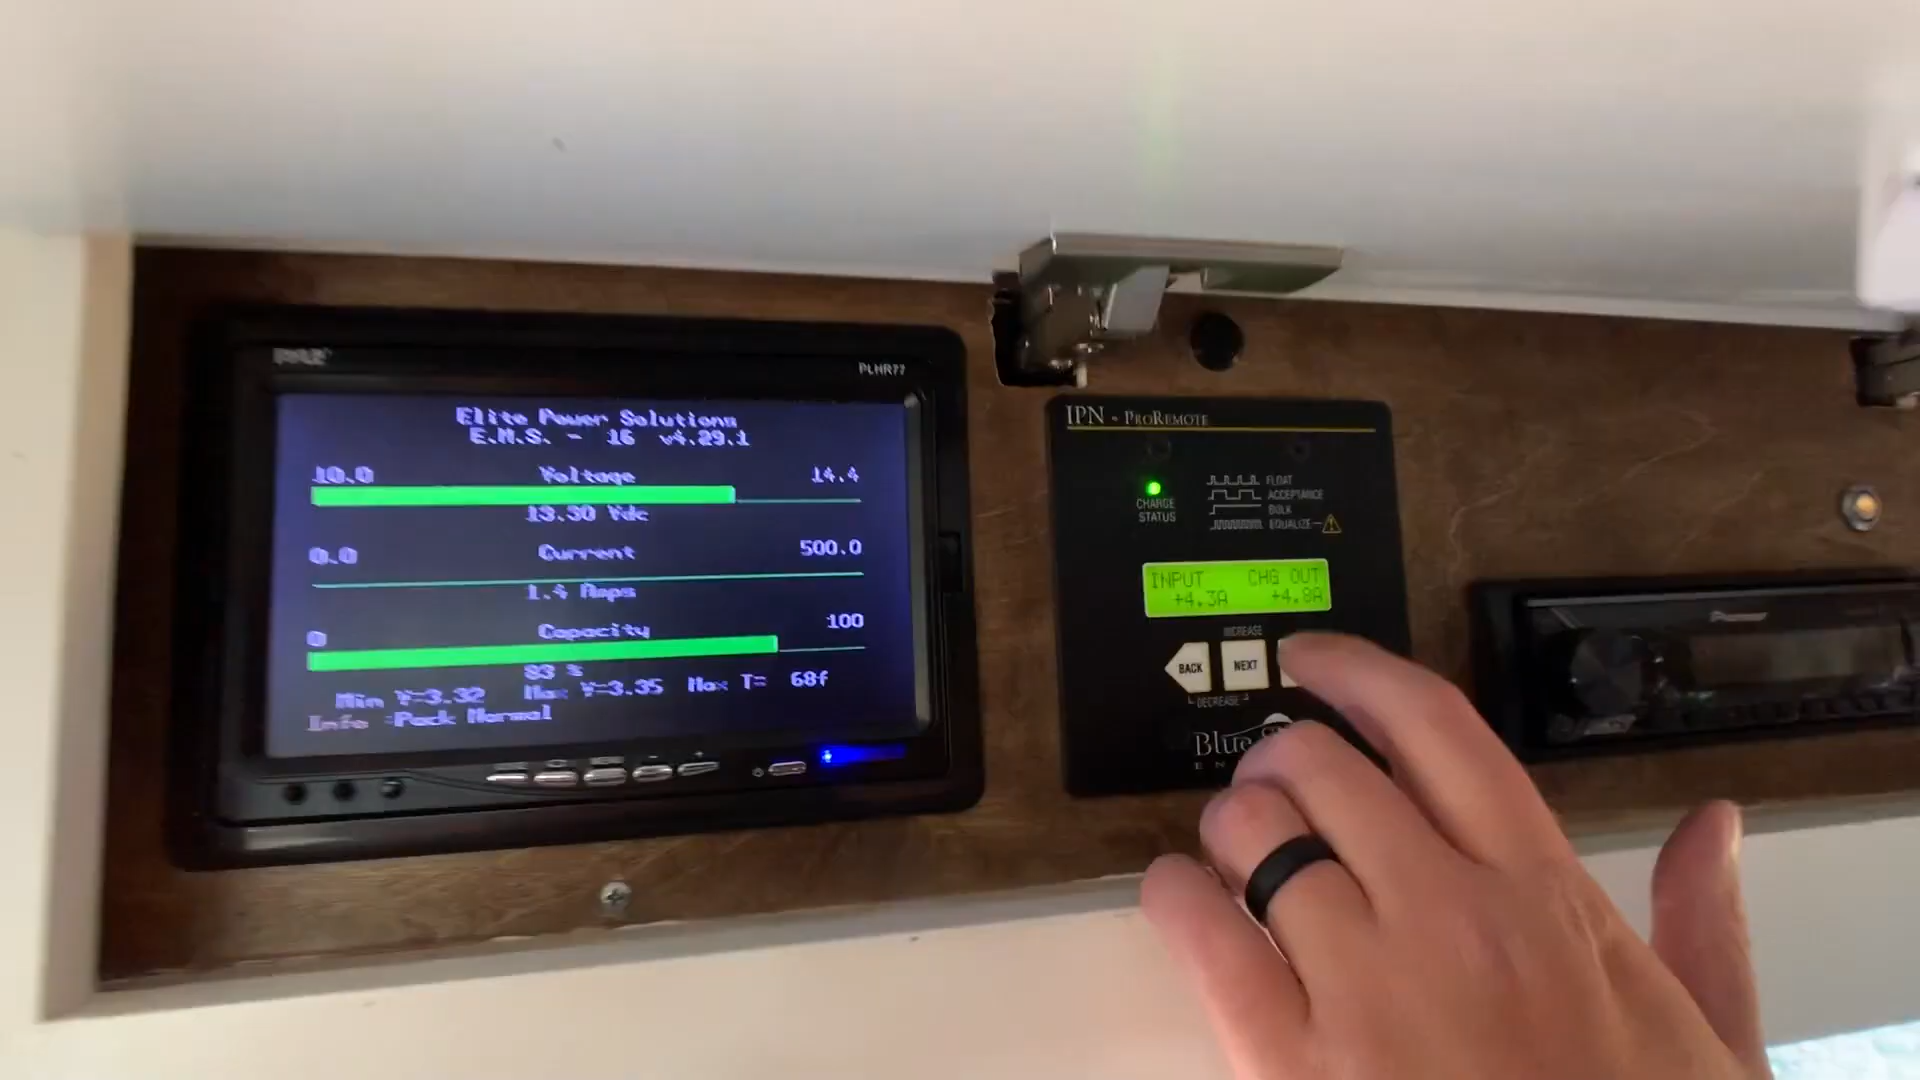 PYLE
PLHR77
Elite Power Solutions
E.M.S. - 16 v4.29.1
10.0 Voltage 14.4
13.30 Vdc
0.0 Current 500.0
1.4 Amps
0 Capacity 100
83 %
Min V=3.32 Max V=3.35 Max T= 68f
Info :Pack Normal
IPN - PROREMOTE
CHARGE
STATUS
FLOAT
ACCEPTANCE
BULK
EQUALIZE
INPUT CHG OUT
+4.3A +4.8A
INCREASE
BACK
NEXT
DECREASE
Blue
Pioneer